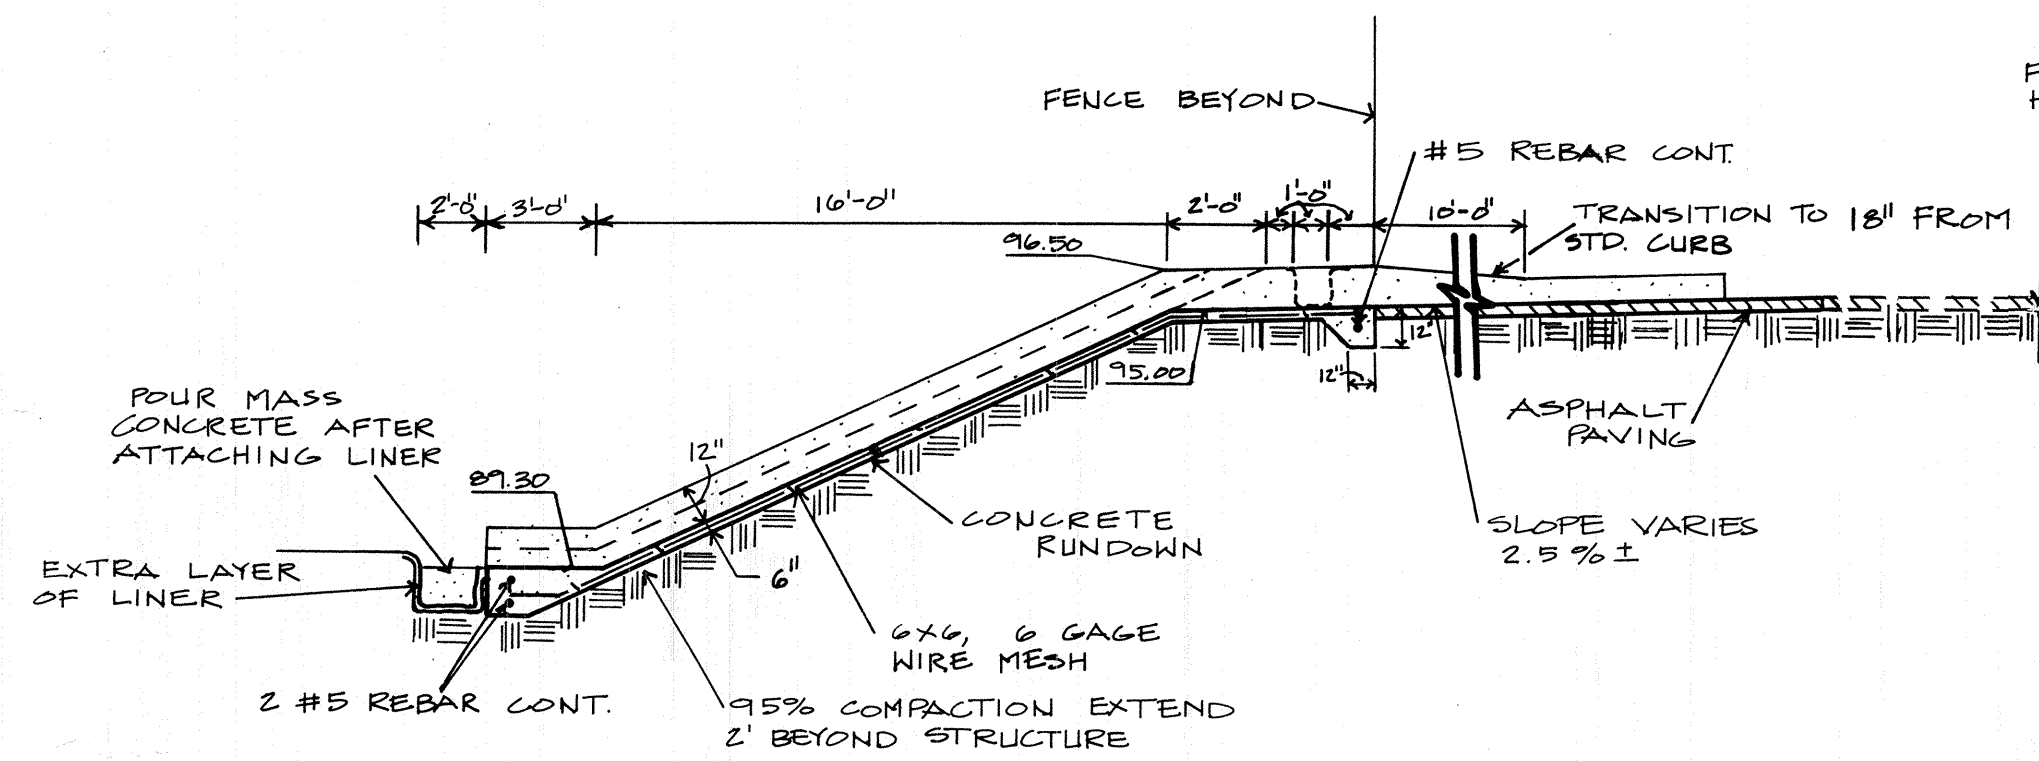 F
FENCE BEYOND
H
#5 REBAR CONT.
2'-0"
3'-0"
16'-0"
2'-0"
1'-0"
10'-0"
TRANSITION TO 18" FROM
STD. CURB
96.50
12"
95.00
12"
POUR MASS
CONCRETE AFTER
ATTACHING LINER
ASPHALT
PAVING
12"
89.30
CONCRETE
RUNDOWN
SLOPE VARIES
2.5% ±
EXTRA LAYER
OF LINER
6"
6X6, 6 GAGE
WIRE MESH
2 #5 REBAR CONT.
95% COMPACTION EXTEND
2' BEYOND STRUCTURE